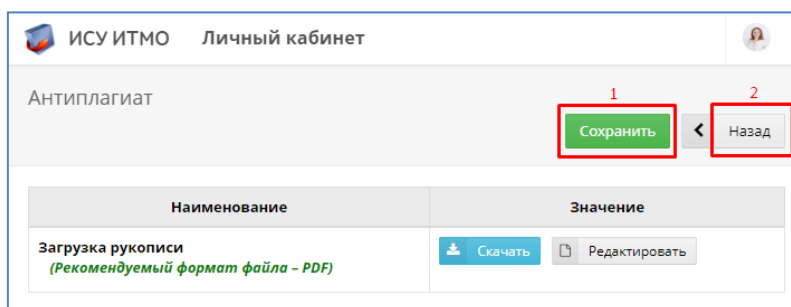 ИСУ ИТМО Личный кабинет
Антиплагиат
1 2
Сохранить Назад
Наименование Значение
Загрузка рукописи Скачать Редактировать
(Рекомендуемый формат файла – PDF)